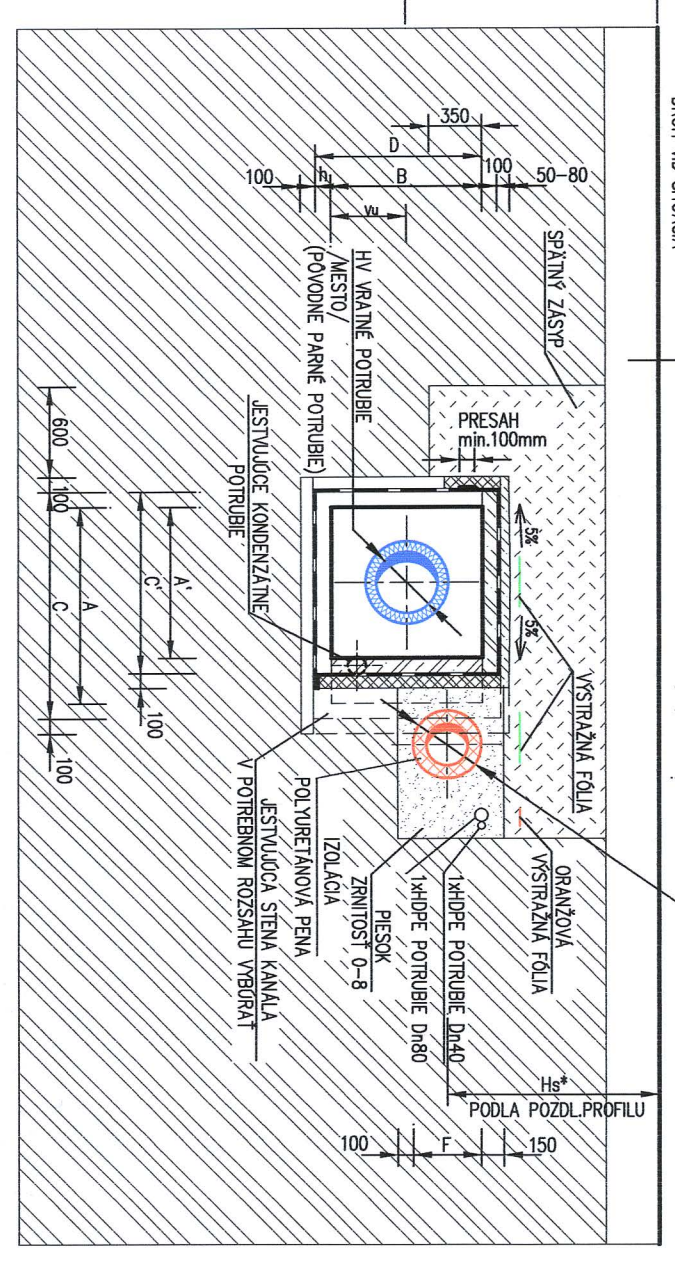 350
D
100
h
B
100
50-80
Vu
HV VRATNÉ POTRUBIE
/MESTO/
(PÔVODNE PARNÉ POTRUBIE)
SPÄTNÝ ZÁSYP
PRESAH
min.100mm
JESTVUJÚCE KONDENZÁTNE
POTRUBIE
600
100
A'
C'
A
C
100
100
5%
5%
VÝSTRAŽNÁ FÓLIA
ORANŽOVÁ
VÝSTRAŽNÁ FÓLIA
1xHDPE POTRUBIE Dn40
1xHDPE POTRUBIE Dn80
PIESOK
ZRNITOSŤ 0-8
IZOLÁCIA
POLYURETÁNOVÁ PENA
JESTVUJÚCA STENA KANÁLA
V POTREBNOM ROZSAHU VYBÚRAŤ
Hs*
PODLA POZDL.PROFILU
100
F
150